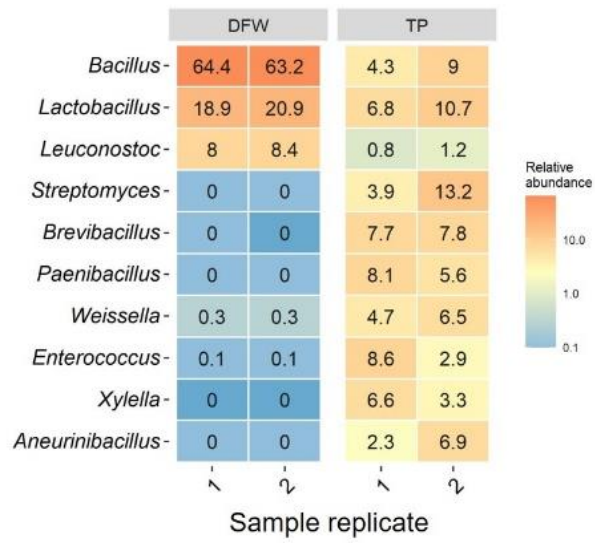 DFW TP
Bacillus 64.4 63.2 4.3 9
Lactobacillus 18.9 20.9 6.8 10.7
Leuconostoc 8 8.4 0.8 1.2
Streptomyces 0 0 3.9 13.2
Brevibacillus 0 0 7.7 7.8
Paenibacillus 0 0 8.1 5.6
Weissella 0.3 0.3 4.7 6.5
Enterococcus 0.1 0.1 8.6 2.9
Xylella 0 0 6.6 3.3
Aneurinibacillus 0 0 2.3 6.9
1 2 1 2
Sample replicate
Relative
abundance
10.0
1.0
0.1